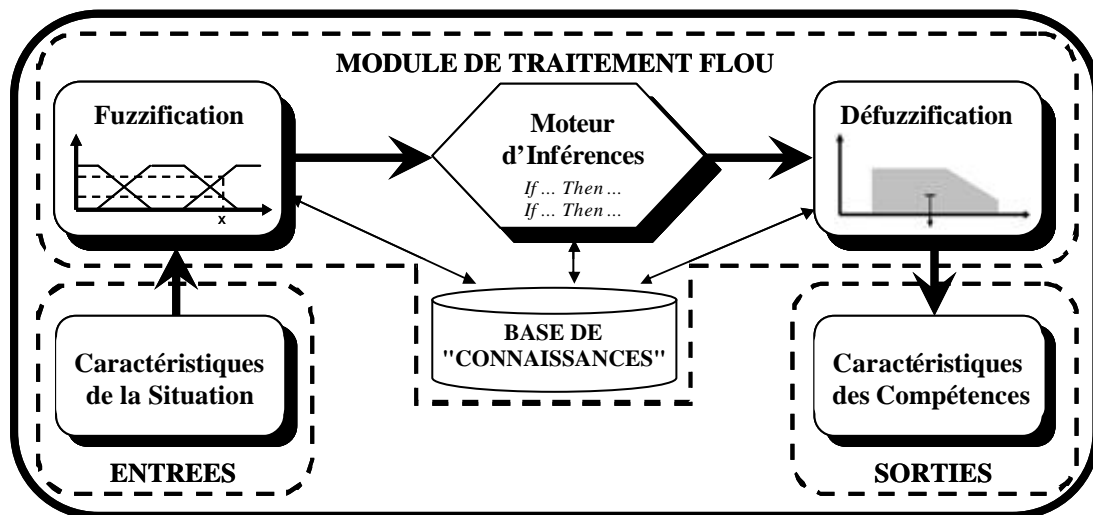 MODULE DE TRAITEMENT FLOU
Fuzzification
x
Moteur
d'Inférences
If ... Then ...
If ... Then ...
Défuzzification
BASE DE
"CONNAISSANCES"
Caractéristiques
de la Situation
ENTREES
Caractéristiques
des Compétences
SORTIES